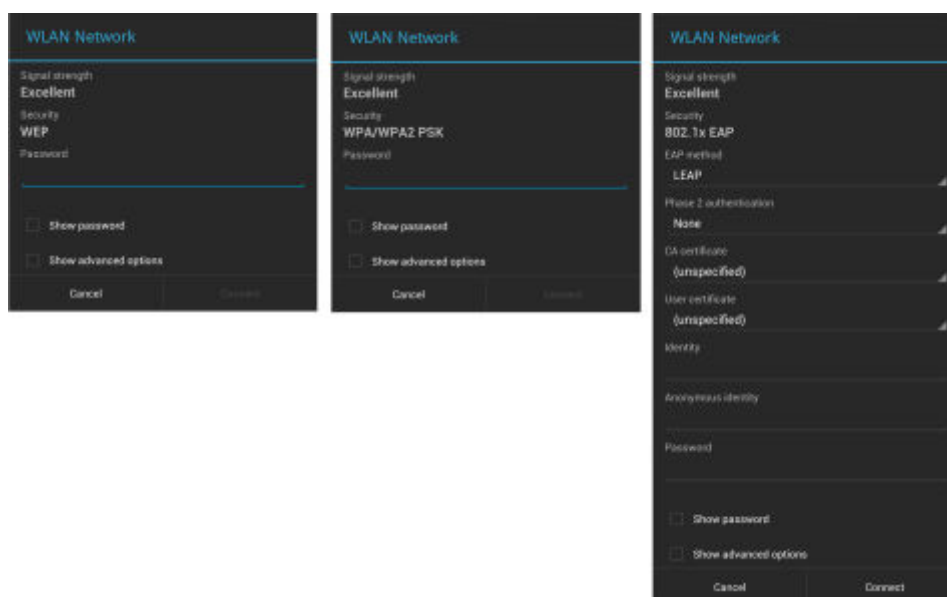 WLAN Network
Signal strength
Excellent
Security
WEP
Password
Show password
Show advanced options
Cancel
Connect
WLAN Network
Signal strength
Excellent
Security
WPA/WPA2 PSK
Password
Show password
Show advanced options
Cancel
Connect
WLAN Network
Signal strength
Excellent
Security
802.1x EAP
EAP method
LEAP
Phase 2 authentication
None
CA certificate
(unspecified)
User certificate
(unspecified)
Identity
Anonymous identity
Password
Show password
Show advanced options
Cancel
Connect